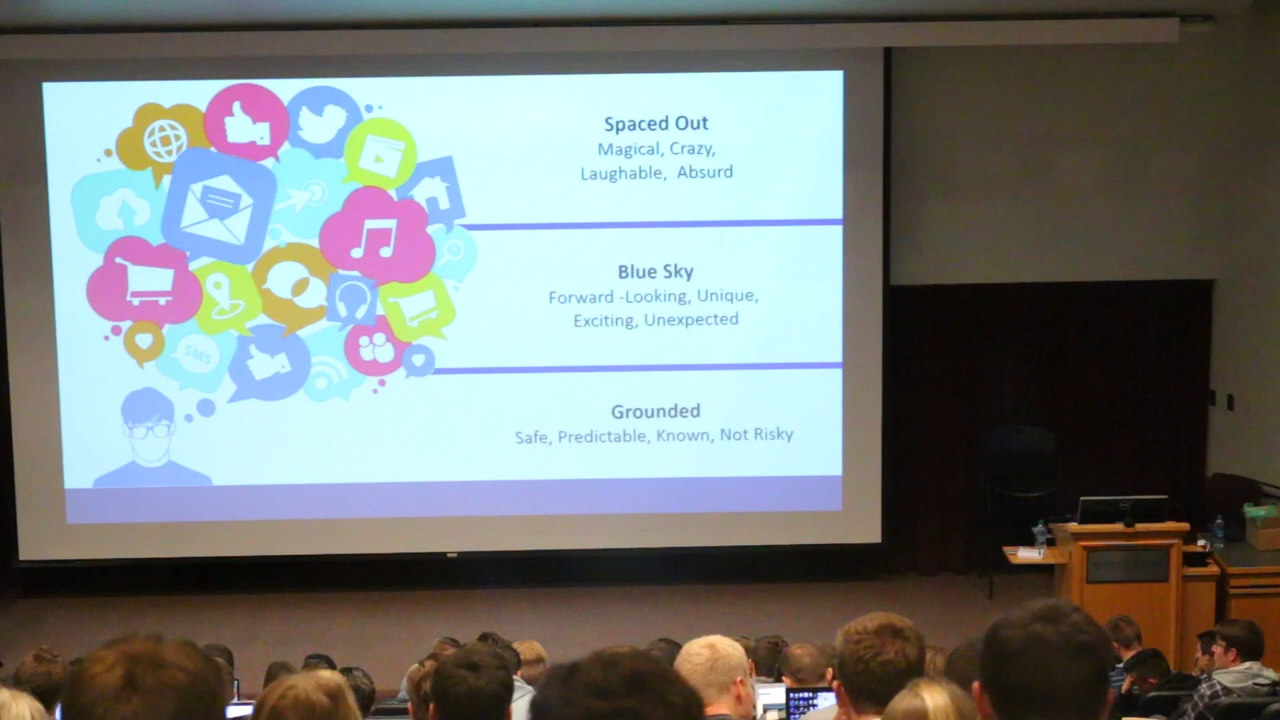 Spaced Out
Magical, Crazy,
Laughable, Absurd
Blue Sky
Forward -Looking, Unique,
Exciting, Unexpected
Grounded
Safe, Predictable, Known, Not Risky
SMS